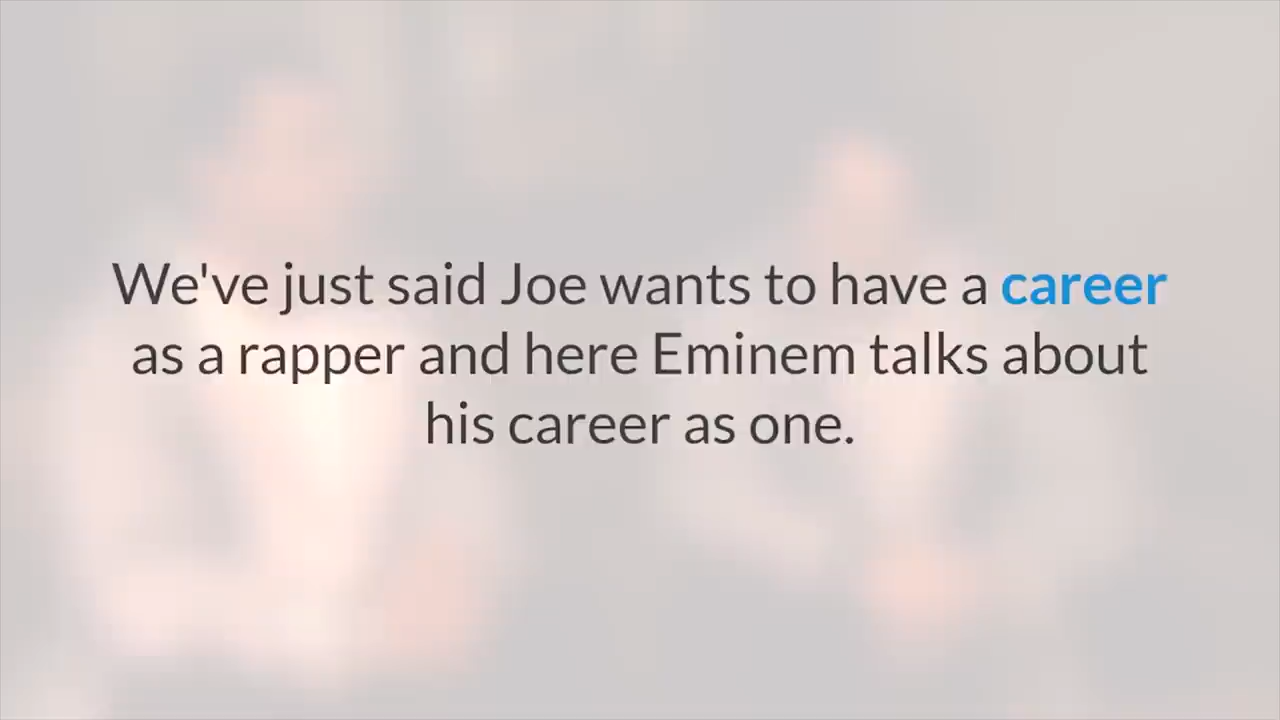 We've just said Joe wants to have a career
as a rapper and here Eminem talks about
his career as one.